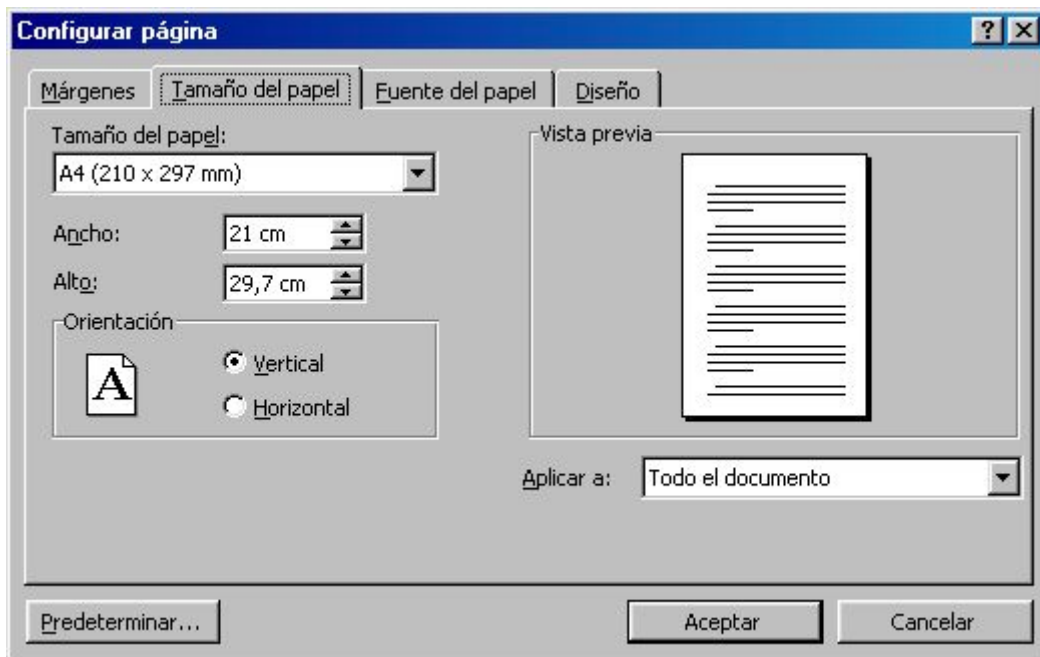 Configurar página
Márgenes
Tamaño del papel
Fuente del papel
Diseño
Tamaño del papel:
A4 (210 x 297 mm)
Ancho:
21 cm
Alto:
29,7 cm
Orientación
A
Vertical
Horizontal
Vista previa
Aplicar a:
Todo el documento
Predeterminar...
Aceptar
Cancelar